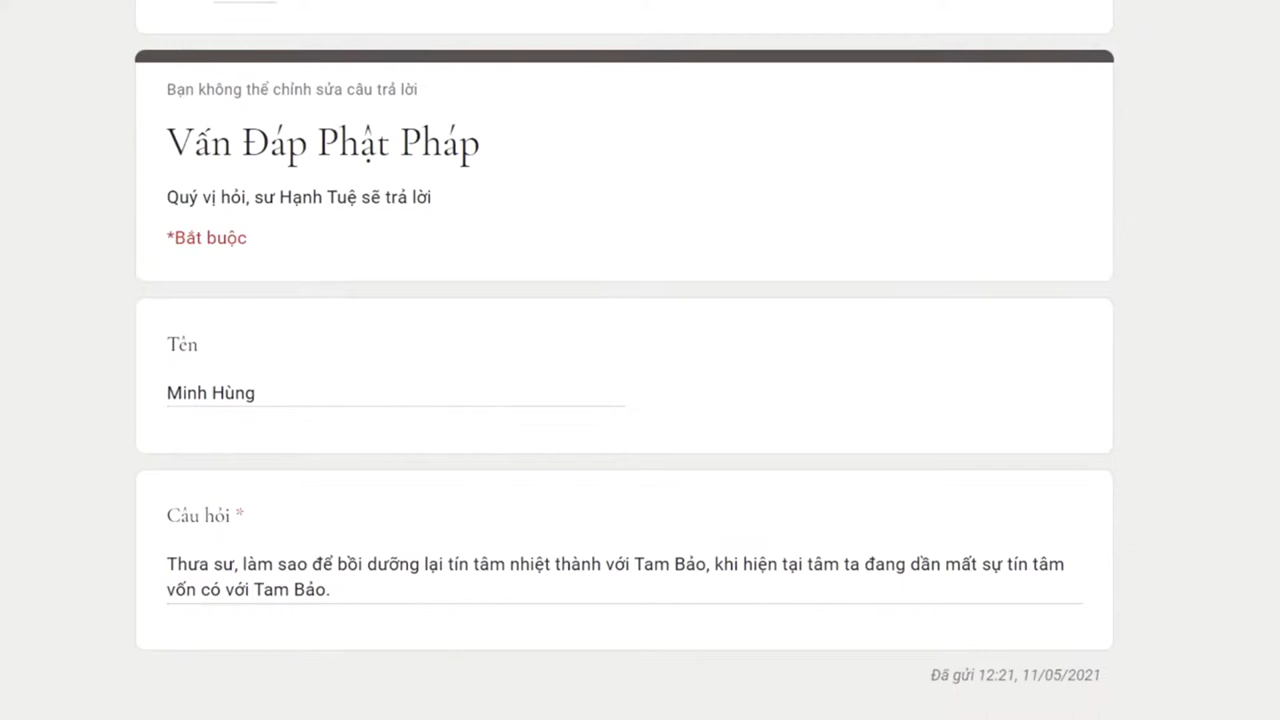 Bạn không thể chỉnh sửa câu trả lời
Vấn Đáp Phật Pháp
Quý vị hỏi, sư Hạnh Tuệ sẽ trả lời
*Bắt buộc
Tên
Minh Hùng
Câu hỏi *
Thưa sư, làm sao để bồi dưỡng lại tín tâm nhiệt thành với Tam Bảo, khi hiện tại tâm ta đang dần mất sự tín tâm
vốn có với Tam Bảo.
Đã gửi 12:21, 11/05/2021